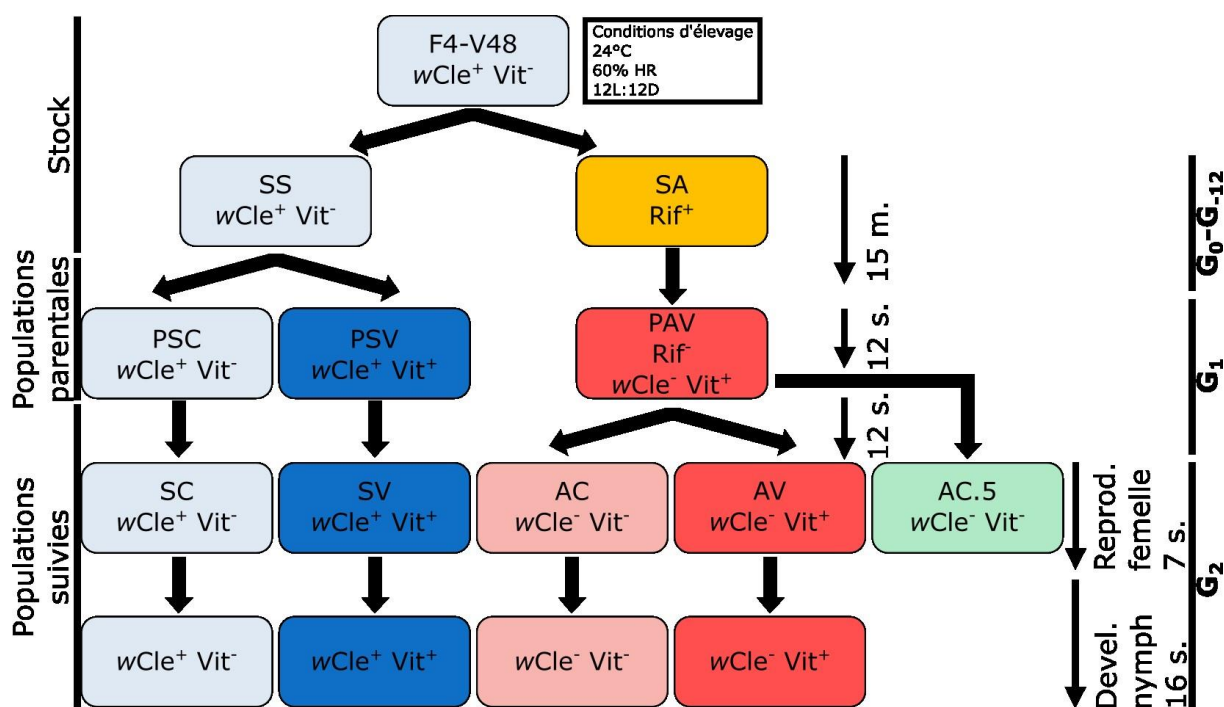 F4-V48
wCle⁺ Vit⁻
Conditions d'élevage
24°C
60% HR
12L:12D
Stock
SS
wCle⁺ Vit⁻
SA
Rif⁺
15 m.
G₀-G₋₁₂
Populations
parentales
PSC
wCle⁺ Vit⁻
PSV
wCle⁺ Vit⁺
PAV
Rif⁻
wCle⁻ Vit⁺
12 s.
12 s.
G₁
Populations
suivies
SC
wCle⁺ Vit⁻
SV
wCle⁺ Vit⁺
AC
wCle⁻ Vit⁻
AV
wCle⁻ Vit⁺
AC.5
wCle⁻ Vit⁻
Reprod.
femelle
7 s.
G₂
wCle⁺ Vit⁻
wCle⁺ Vit⁺
wCle⁻ Vit⁻
wCle⁻ Vit⁺
Devel.
nymph
16 s.